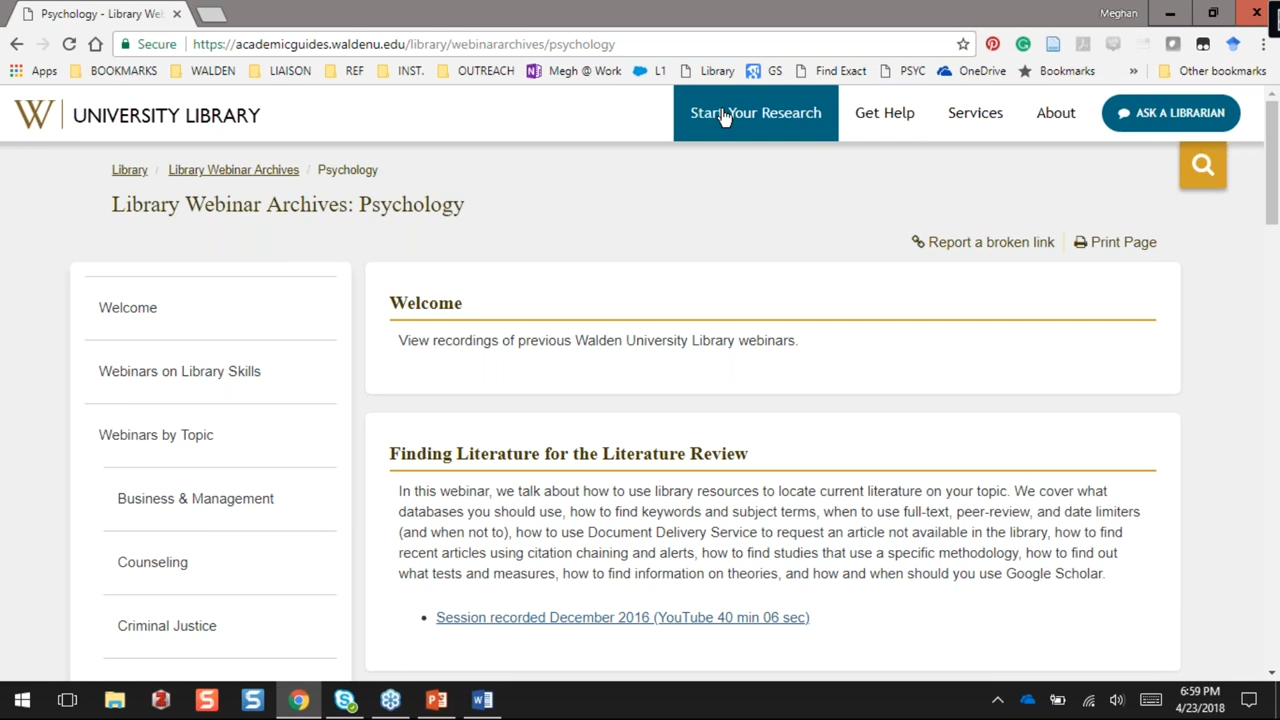 Psychology - Library We
Meghan
Secure
https://academicguides.waldenu.edu/library/webinararchives/psychology
Apps
BOOKMARKS
WALDEN
LIAISON
REF
INST.
OUTREACH
Megh @ Work
L1
Library
GS
Find Exact
PSYC
OneDrive
Bookmarks
»
Other bookmarks
W
UNIVERSITY LIBRARY
Start Your Research
Get Help
Services
About
ASK A LIBRARIAN
Library / Library Webinar Archives / Psychology
Library Webinar Archives: Psychology
Report a broken link
Print Page
Welcome
Webinars on Library Skills
Webinars by Topic
Business & Management
Counseling
Criminal Justice
Welcome
View recordings of previous Walden University Library webinars.
Finding Literature for the Literature Review
In this webinar, we talk about how to use library resources to locate current literature on your topic. We cover what
databases you should use, how to find keywords and subject terms, when to use full-text, peer-review, and date limiters
(and when not to), how to use Document Delivery Service to request an article not available in the library, how to find
recent articles using citation chaining and alerts, how to find studies that use a specific methodology, how to find out
what tests and measures, how to find information on theories, and how and when should you use Google Scholar.
• Session recorded December 2016 (YouTube 40 min 06 sec)
6:59 PM
4/23/2018